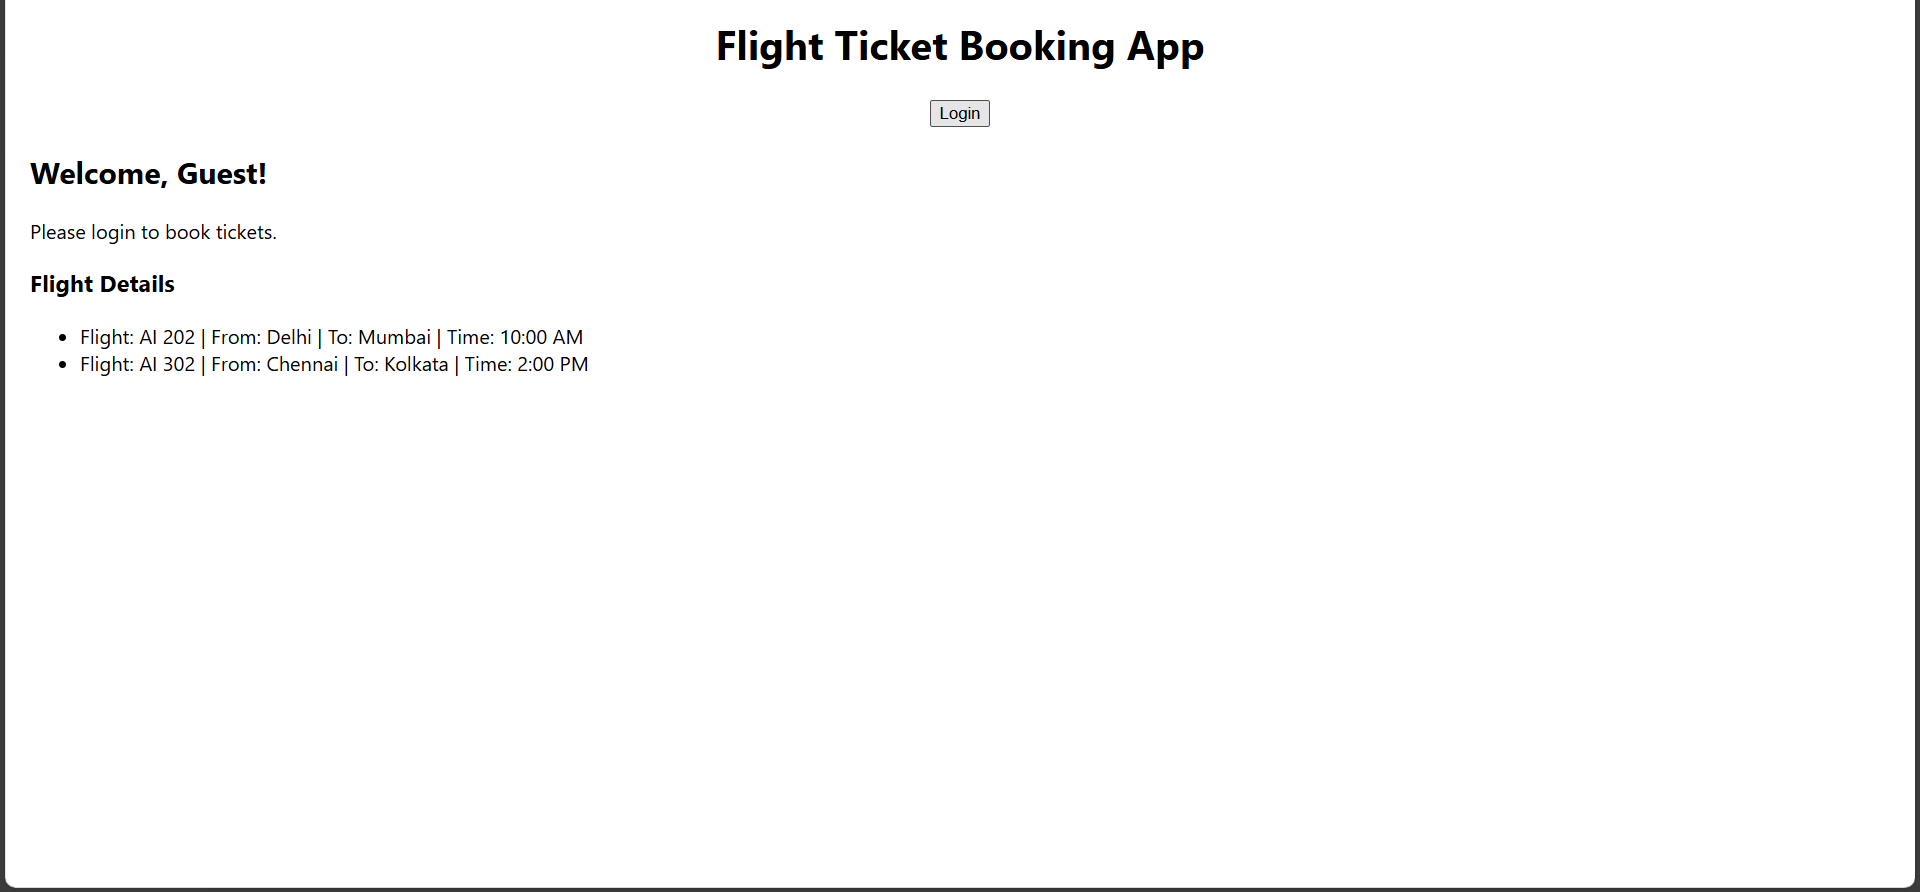 Flight Ticket Booking App
Login
Welcome, Guest!
Please login to book tickets.
Flight Details
• Flight: AI 202 | From: Delhi | To: Mumbai | Time: 10:00 AM
• Flight: AI 302 | From: Chennai | To: Kolkata | Time: 2:00 PM